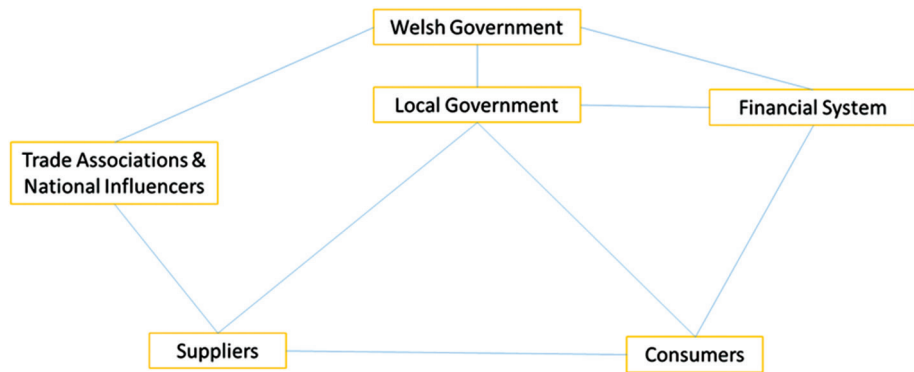 Welsh Government
Local Government
Financial System
Trade Associations &
National Influencers
Suppliers
Consumers